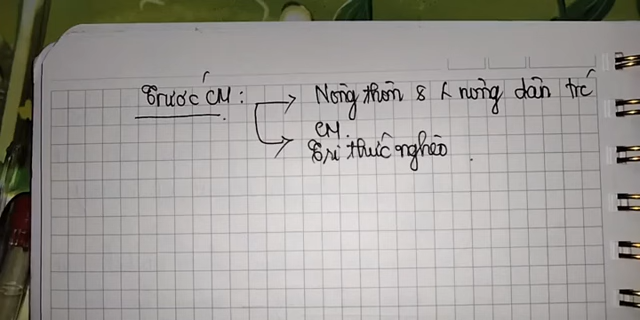 Trước CM: → Nông thôn & nông dân trc
CM.
→ Tri thức nghèo.